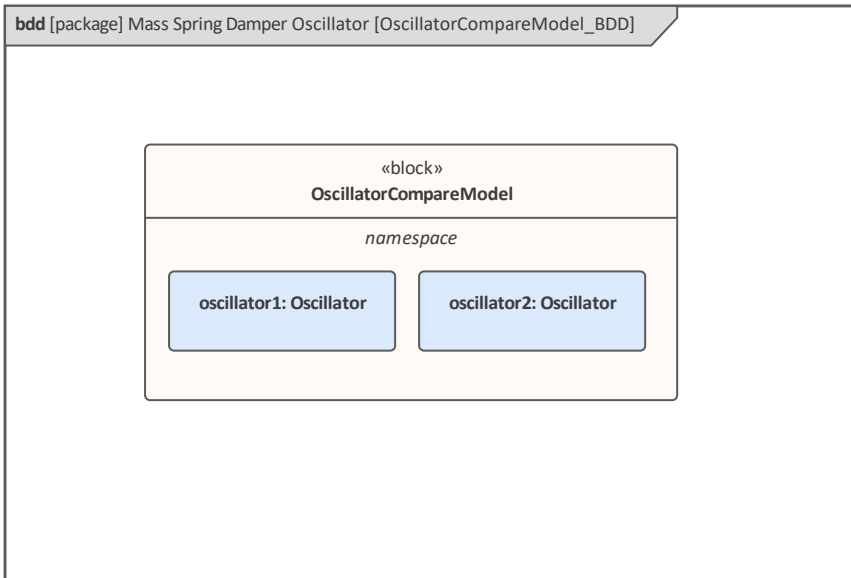 bdd [package] Mass Spring Damper Oscillator [OscillatorCompareModel_BDD]
«block»
OscillatorCompareModel
namespace
oscillator1: Oscillator
oscillator2: Oscillator